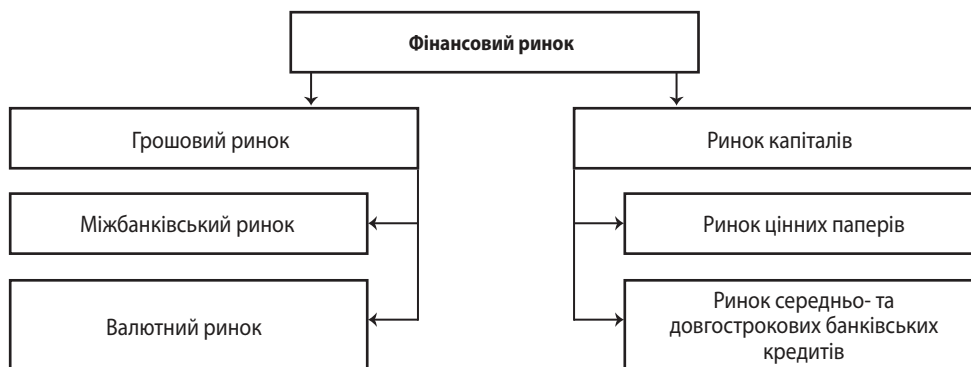 Фінансовий ринок
Грошовий ринок
Ринок капіталів
Міжбанківський ринок
Ринок цінних паперів
Валютний ринок
Ринок середньо- та
довгострокових банківських
кредитів